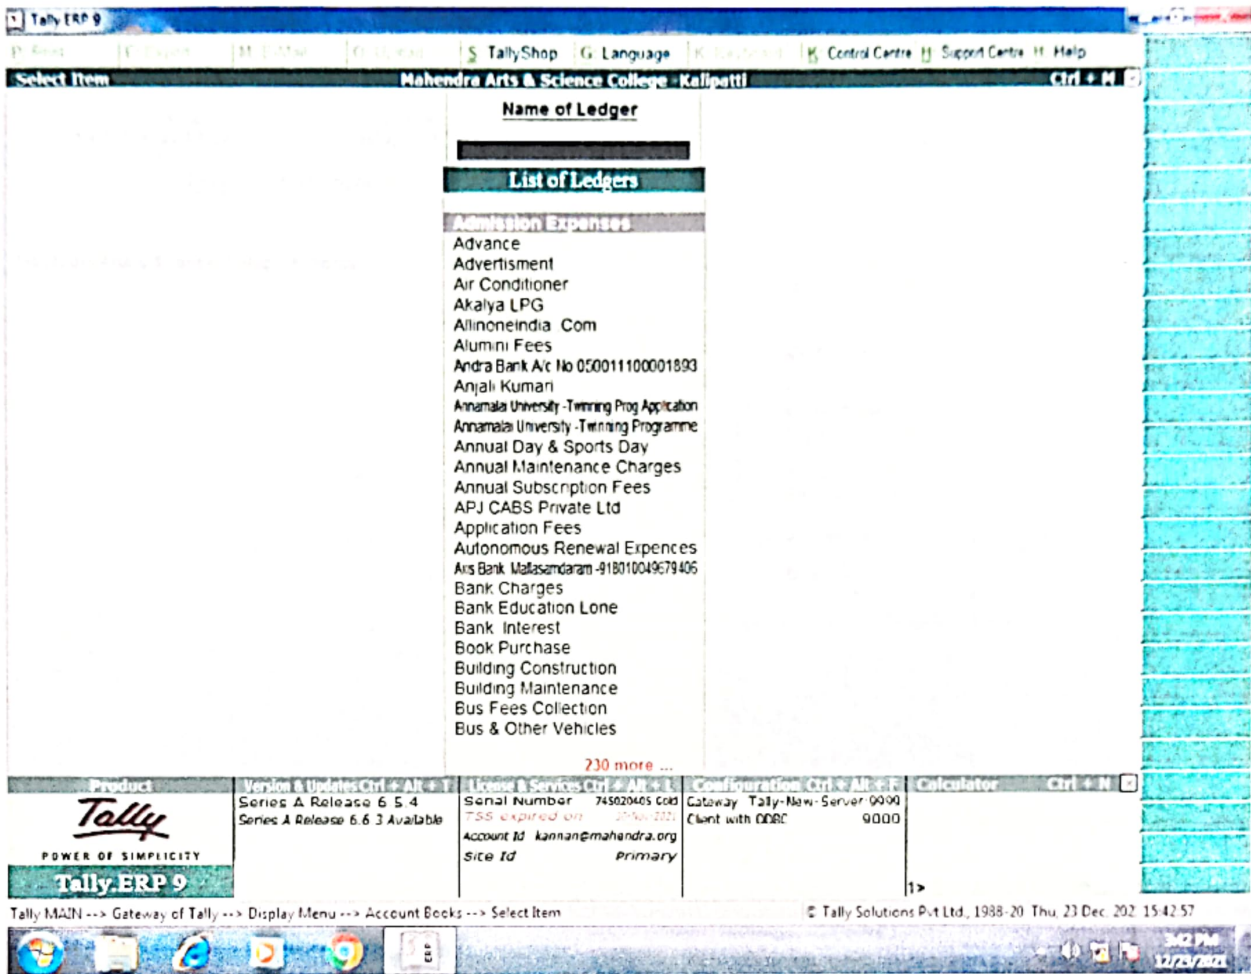 Tally.ERP 9
S: TallyShop G: Language K: Control Centre H: Support Centre H: Help
Select Item Mahendra Arts & Science College -Kalipatti Ctrl + M
Name of Ledger
List of Ledgers
Admission Expenses
Advance
Advertisment
Air Conditioner
Akalya LPG
Allinoneindia Com
Alumini Fees
Andra Bank A/c No 050011100001893
Anjali Kumari
Annamalai University -Twinning Prog Application
Annamalai University -Twinning Programme
Annual Day & Sports Day
Annual Maintenance Charges
Annual Subscription Fees
APJ CABS Private Ltd
Application Fees
Autonomous Renewal Expences
Axis Bank Mallasamdaram -918010049679406
Bank Charges
Bank Education Lone
Bank Interest
Book Purchase
Building Construction
Building Maintenance
Bus Fees Collection
Bus & Other Vehicles
230 more ...
Product Version & Updates Ctrl + Alt + T License & Services Ctrl + Alt + L Configuration Ctrl + Alt + F Calculator Ctrl + N
Tally
POWER OF SIMPLICITY
Tally.ERP 9
Series A Release 6.5.4
Series A Release 6.6.3 Available
Serial Number 745020405 Gold
TSS expired on
Account Id kannan@mahendra.org
Site Id Primary
Gateway Tally-New-Server:9999
Client with ODBC 9000
1>
Tally MAIN --> Gateway of Tally --> Display Menu --> Account Books --> Select Item © Tally Solutions Pvt Ltd., 1988-20 Thu, 23 Dec, 202 15:42:57
ERP
3:42 PM
12/23/2021